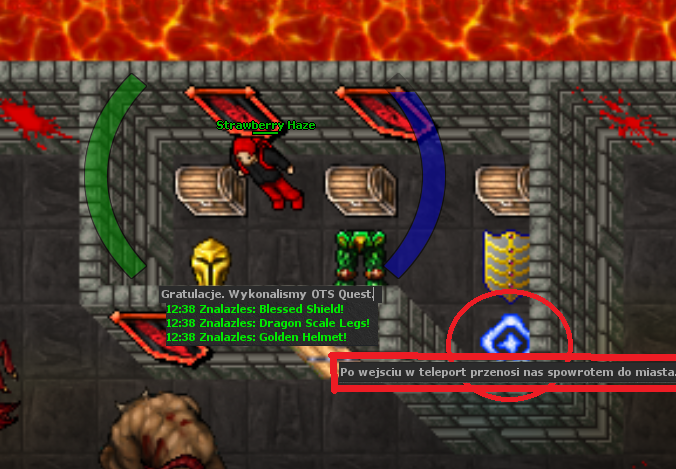 Strawberry Haze
Gratulacje. Wykonalismy OTS Quest.
12:38 Znalazles: Blessed Shield!
12:38 Znalazles: Dragon Scale Legs!
12:38 Znalazles: Golden Helmet!
Po wejsciu w teleport przenosi nas spowrotem do miasta.